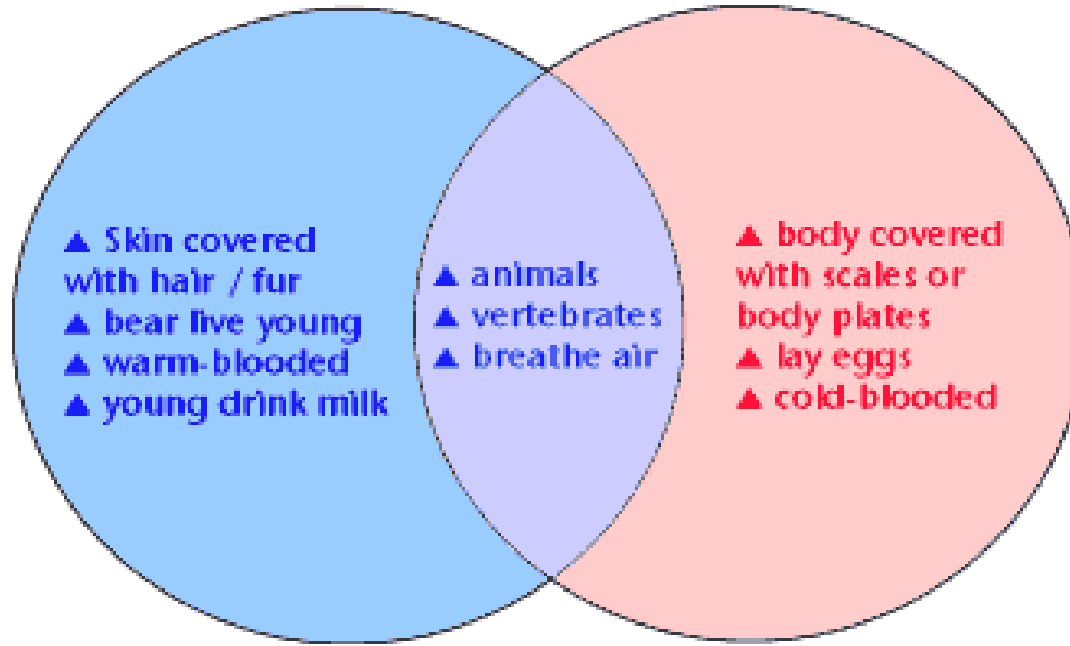 ▲ Skin covered
with hair / fur
▲ bear live young
▲ warm-blooded
▲ young drink milk
▲ animals
▲ vertebrates
▲ breathe air
▲ body covered
with scales or
body plates
▲ lay eggs
▲ cold-blooded